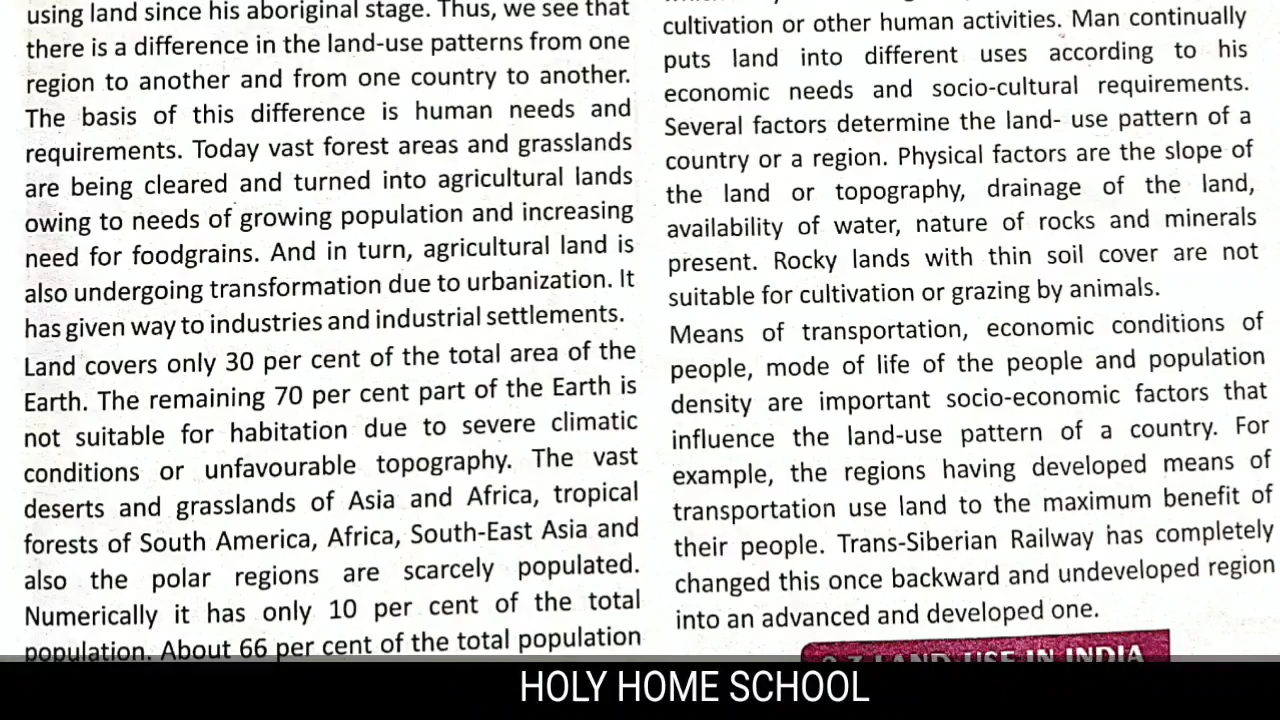 using land since his aboriginal stage. Thus, we see that
there is a difference in the land-use patterns from one
region to another and from one country to another.
The basis of this difference is human needs and
requirements. Today vast forest areas and grasslands
are being cleared and turned into agricultural lands
owing to needs of growing population and increasing
need for foodgrains. And in turn, agricultural land is
also undergoing transformation due to urbanization. It
has given way to industries and industrial settlements.
Land covers only 30 per cent of the total area of the
Earth. The remaining 70 per cent part of the Earth is
not suitable for habitation due to severe climatic
conditions or unfavourable topography. The vast
deserts and grasslands of Asia and Africa, tropical
forests of South America, Africa, South-East Asia and
also the polar regions are scarcely populated.
Numerically it has only 10 per cent of the total
population. About 66 per cent of the total population
cultivation or other human activities. Man continually
puts land into different uses according to his
economic needs and socio-cultural requirements.
Several factors determine the land- use pattern of a
country or a region. Physical factors are the slope of
the land or topography, drainage of the land,
availability of water, nature of rocks and minerals
present. Rocky lands with thin soil cover are not
suitable for cultivation or grazing by animals.
Means of transportation, economic conditions of
people, mode of life of the people and population
density are important socio-economic factors that
influence the land-use pattern of a country. For
example, the regions having developed means of
transportation use land to the maximum benefit of
their people. Trans-Siberian Railway has completely
changed this once backward and undeveloped region
into an advanced and developed one.
LAND USE IN INDIA
HOLY HOME SCHOOL